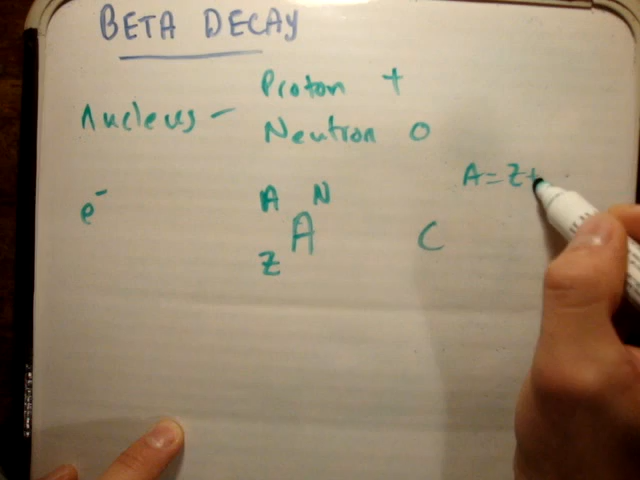 BETA DECAY
Proton +
Nucleus -
Neutron 0
A = Z +
e-
A N
A
C
Z